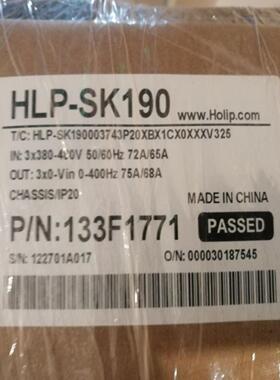 HLP-SK190 www.Holip.com
T/C: HLP-SK190003743P20XBX1CX0XXXV325
IN: 3x380-480V 50/60Hz 72A/65A
OUT: 3x0-Vin 0-400Hz 75A/68A
CHASSIS/IP20
MADE IN CHINA
P/N:133F1771 PASSED
S/N: 122701A017 O/N: 000030187545